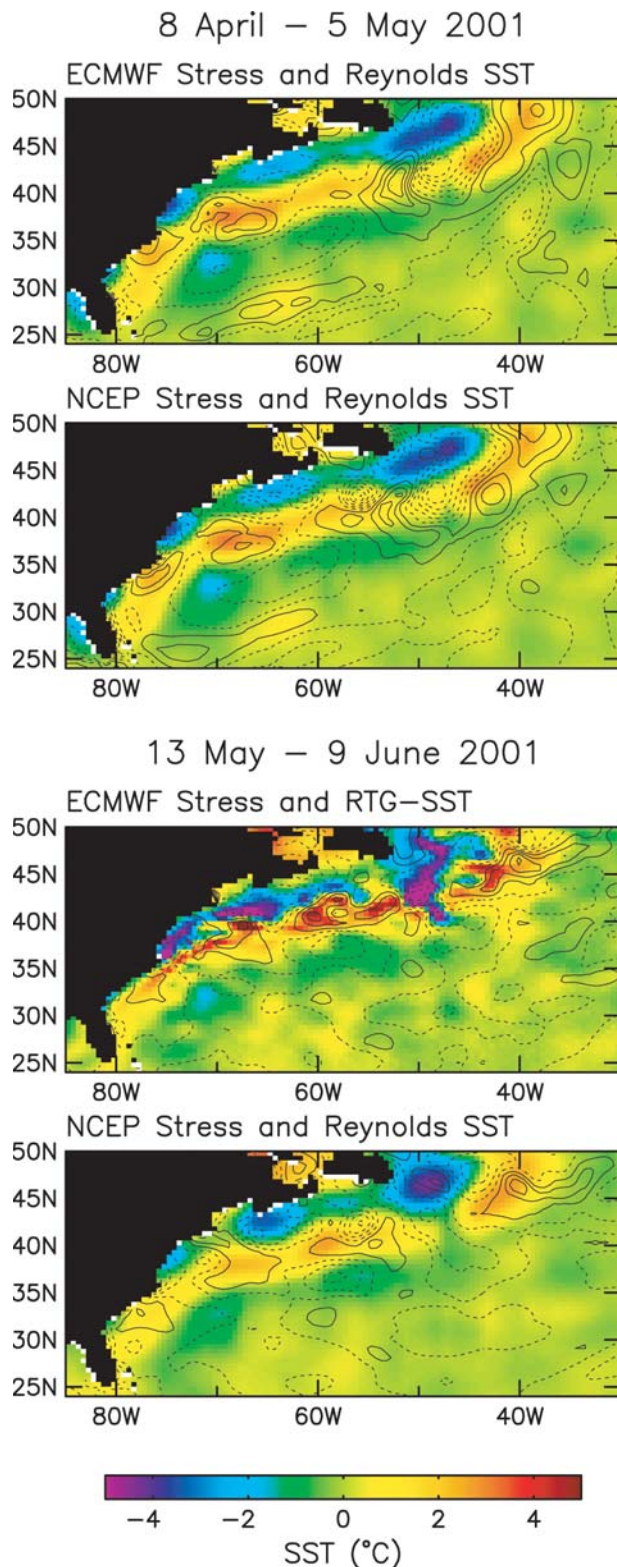 8 April – 5 May 2001
ECMWF Stress and Reynolds SST
50N
45N
40N
35N
30N
25N
80W 60W 40W
NCEP Stress and Reynolds SST
50N
45N
40N
35N
30N
25N
80W 60W 40W
13 May – 9 June 2001
ECMWF Stress and RTG–SST
50N
45N
40N
35N
30N
25N
80W 60W 40W
NCEP Stress and Reynolds SST
50N
45N
40N
35N
30N
25N
80W 60W 40W
−4 −2 0 2 4
SST (°C)